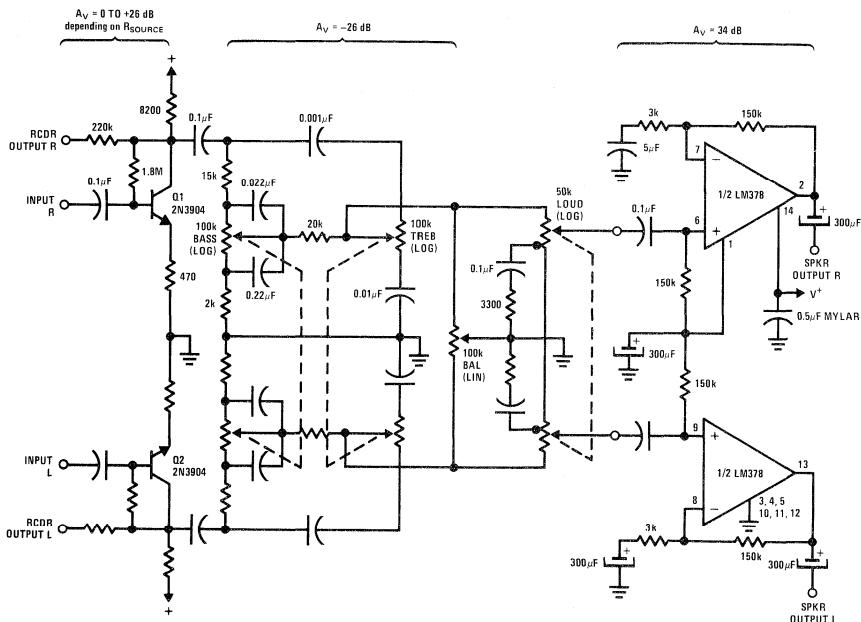 AV = 0 TO +26 dB
depending on RSOURCE
AV = −26 dB
AV = 34 dB
+
8200
0.1μF
0.001μF
3k
150k
RCDR
OUTPUT R
220k
5μF
7
−
2
1.8M
15k
0.022μF
50k
LOUD
(LOG)
1/2 LM378
14
0.1μF
INPUT
R
Q1
2N3904
100k
BASS
(LOG)
20k
100k
TREB
(LOG)
0.1μF
6
+
1
+
300μF
SPKR
OUTPUT R
470
0.22μF
0.1μF
150k
V+
2k
0.01μF
3300
0.5μF MYLAR
+
300μF
100k
BAL
(LIN)
150k
9
+
INPUT
L
Q2
2N3904
1/2 LM378
13
8
−
3, 4, 5
10, 11, 12
RCDR
OUTPUT L
3k
150k
300μF
+
300μF
+
SPKR
OUTPUT L
+